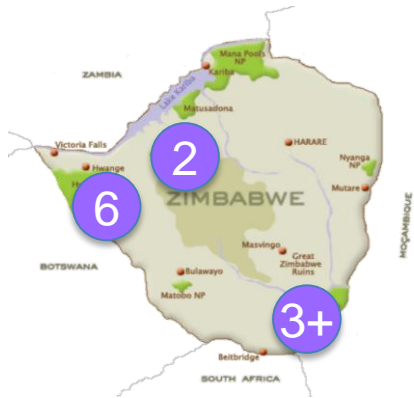 Mana Pools
NP
Kariba
ZAMBIA
Lake Kariba
Matusadona
Victoria Falls
Hwange
HARARE
Nyanga
NP
Mutare
2
6
ZIMBABWE
MOÇAMBIQUE
Masvingo
Great
Zimbabwe
Ruins
BOTSWANA
Bulawayo
Matobo NP
3+
Beitbridge
SOUTH AFRICA